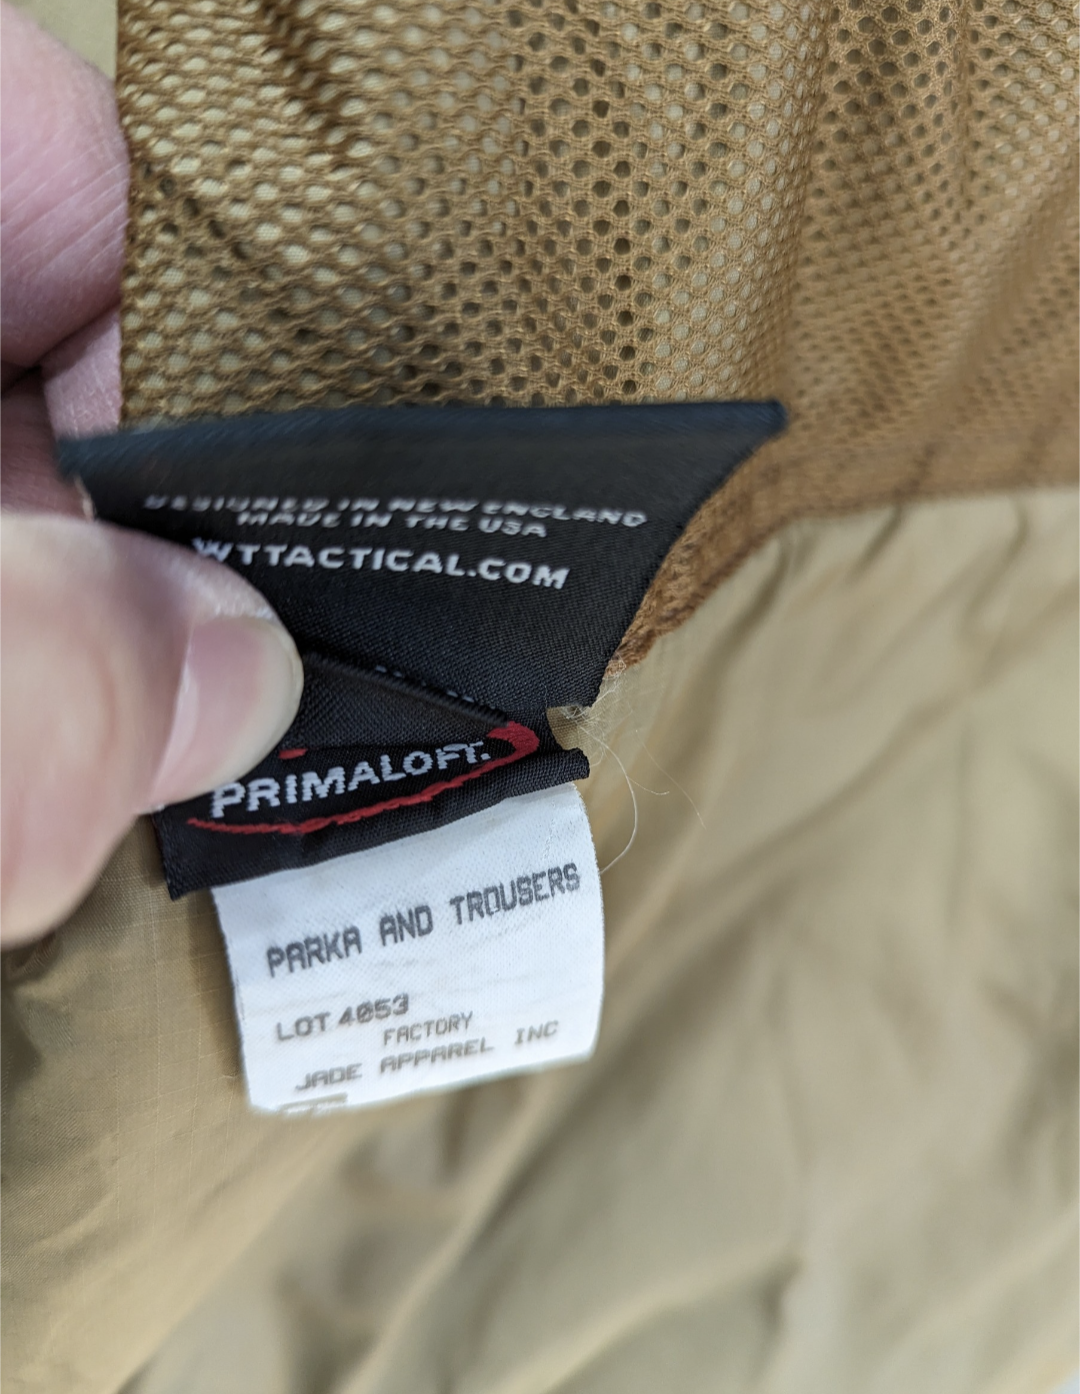 DESIGNED IN NEW ENGLAND
MADE IN THE USA
WTTACTICAL.COM
PRIMALOFT.
PARKA AND TROUSERS
LOT 4053
FACTORY
JADE APPAREL INC